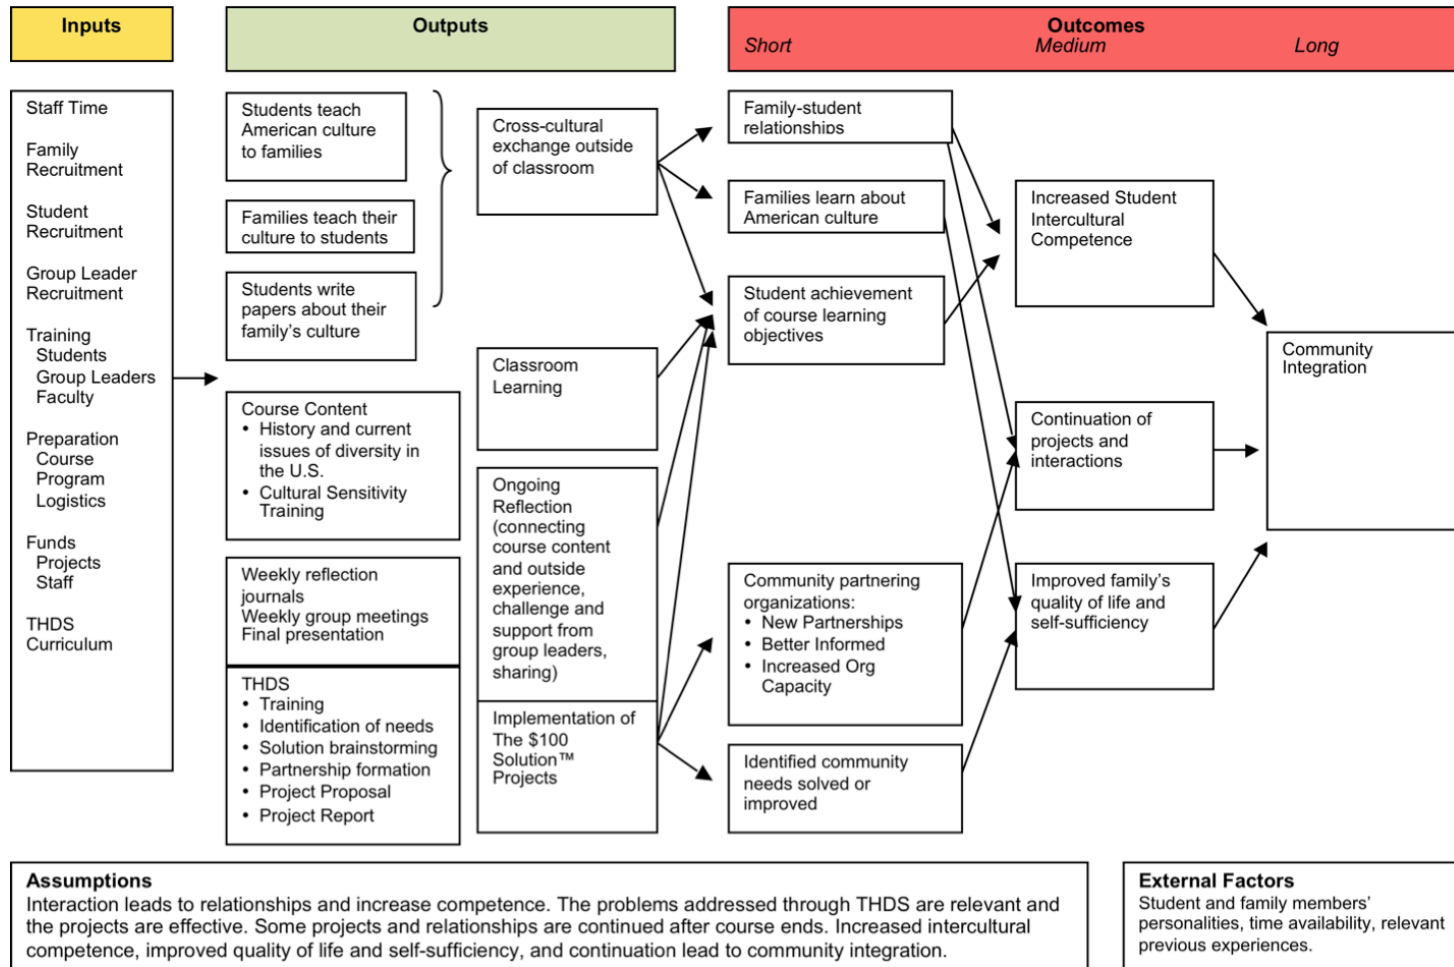 Inputs
Outputs
Outcomes
Short
Medium
Long
Staff Time
Family
Recruitment
Student
Recruitment
Group Leader
Recruitment
Training
Students
Group Leaders
Faculty
Preparation
Course
Program
Logistics
Funds
Projects
Staff
THDS
Curriculum
Students teach
American culture
to families
Families teach their
culture to students
Students write
papers about their
family's culture
Course Content
• History and current
issues of diversity in
the U.S.
• Cultural Sensitivity
Training
Weekly reflection
journals
Weekly group meetings
Final presentation
THDS
• Training
• Identification of needs
• Solution brainstorming
• Partnership formation
• Project Proposal
• Project Report
Cross-cultural
exchange outside
of classroom
Classroom
Learning
Ongoing
Reflection
(connecting
course content
and outside
experience,
challenge and
support from
group leaders,
sharing)
Implementation of
The $100
Solution™
Projects
Family-student
relationships
Families learn about
American culture
Student achievement
of course learning
objectives
Community partnering
organizations:
• New Partnerships
• Better Informed
• Increased Org
Capacity
Identified community
needs solved or
improved
Increased Student
Intercultural
Competence
Continuation of
projects and
interactions
Improved family's
quality of life and
self-sufficiency
Community
Integration
Assumptions
Interaction leads to relationships and increase competence. The problems addressed through THDS are relevant and
the projects are effective. Some projects and relationships are continued after course ends. Increased intercultural
competence, improved quality of life and self-sufficiency, and continuation lead to community integration.
External Factors
Student and family members'
personalities, time availability, relevant
previous experiences.